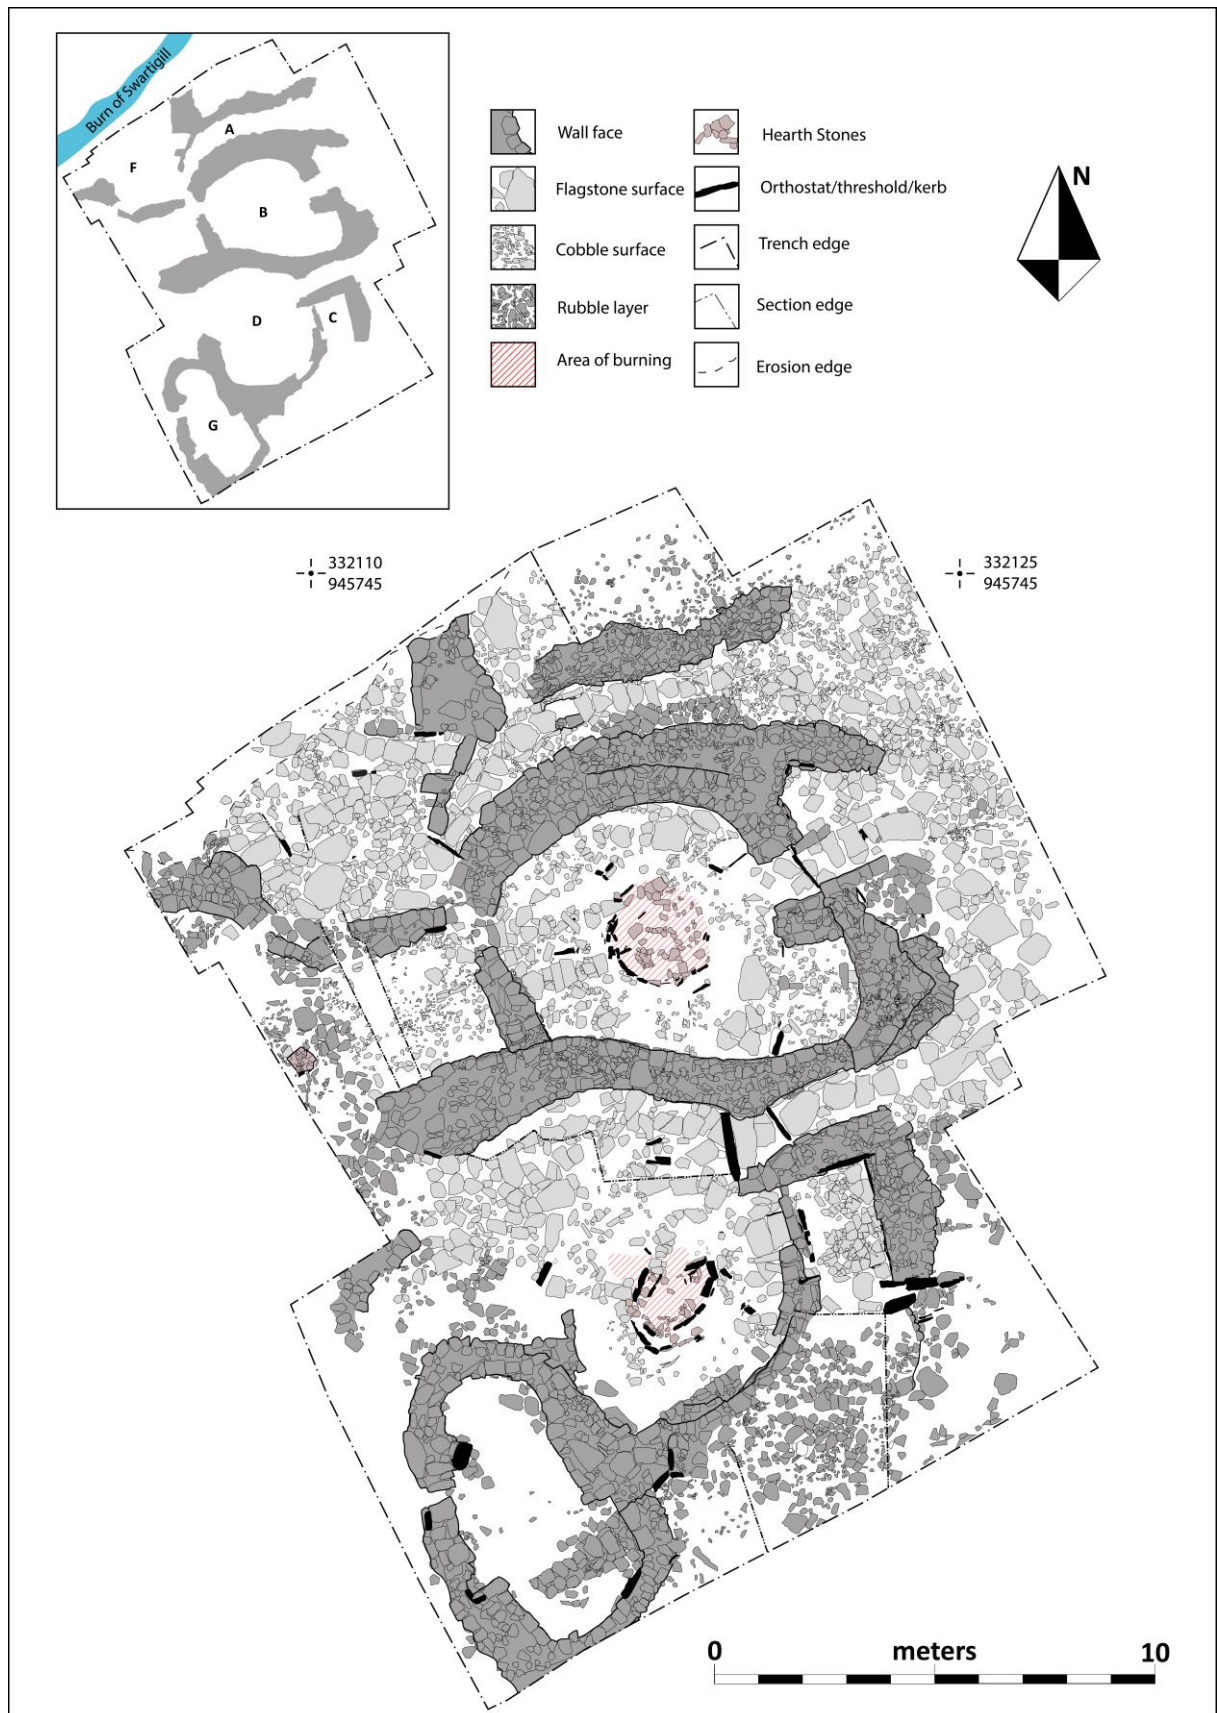 Burn of Swartigill
A
F
B
D
C
G
Wall face
Flagstone surface
Cobble surface
Rubble layer
Area of burning
Hearth Stones
Orthostat/threshold/kerb
Trench edge
Section edge
Erosion edge
N
332110
945745
332125
945745
0 meters 10